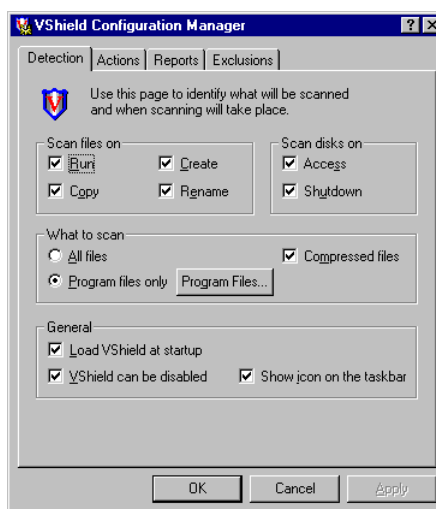 VShield Configuration Manager
Detection Actions Reports Exclusions
Use this page to identify what will be scanned
and when scanning will take place.
Scan files on
Run Create
Copy Rename
Scan disks on
Access
Shutdown
What to scan
All files Compressed files
Program files only Program Files...
General
Load VShield at startup
VShield can be disabled Show icon on the taskbar
OK Cancel Apply